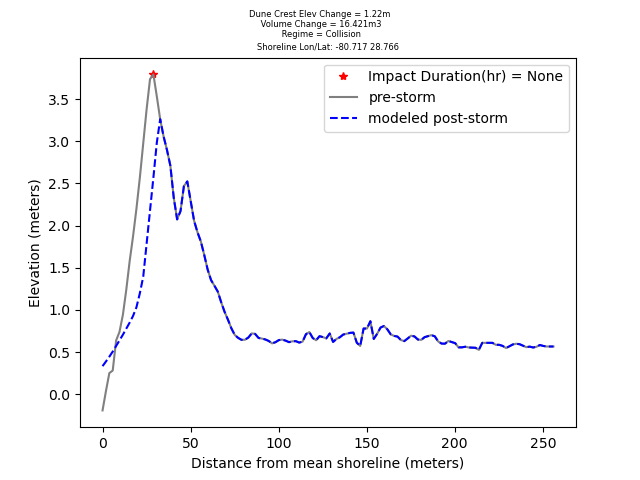 Dune Crest Elev Change = 1.22m
Volume Change = 16.421m3
Regime = Collision
Shoreline Lon/Lat: -80.717 28.766
Impact Duration(hr) = None
pre-storm
modeled post-storm
3.5
3.0
2.5
2.0
1.5
1.0
0.5
0.0
Elevation (meters)
0 50 100 150 200 250
Distance from mean shoreline (meters)